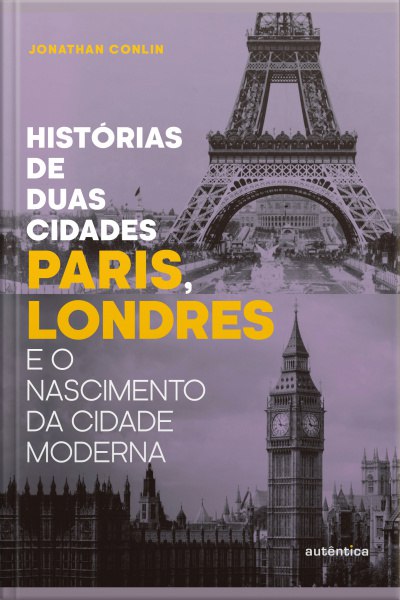 JONATHAN CONLIN
HISTÓRIAS
DE
DUAS
CIDADES
PARIS,
LONDRES
E O
NASCIMENTO
DA CIDADE
MODERNA
autêntica